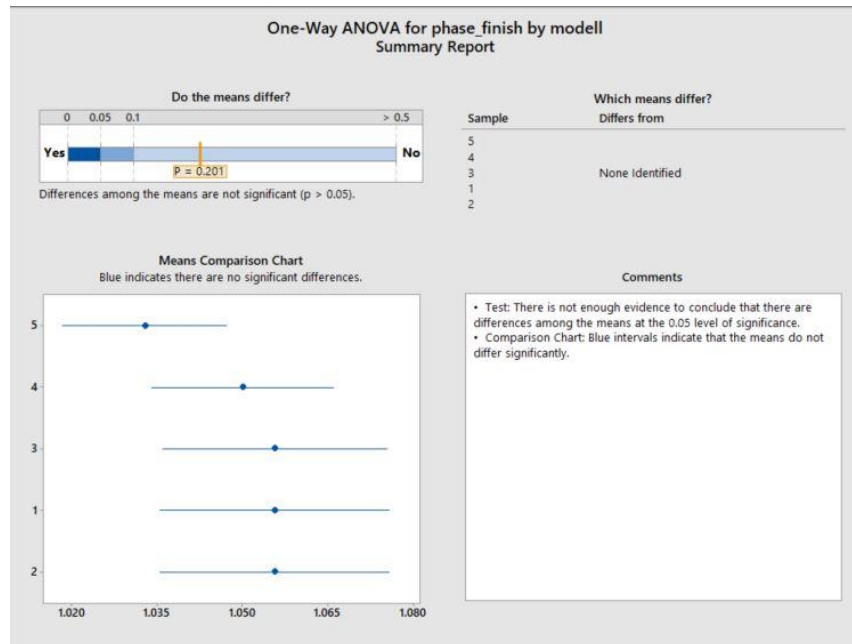 One-Way ANOVA for phase_finish by modell
Summary Report
Do the means differ?
0 0.05 0.1 > 0.5
Yes No
P = 0.201
Differences among the means are not significant (p > 0.05).
Which means differ?
Sample Differs from
5
4
3 None Identified
1
2
Means Comparison Chart
Blue indicates there are no significant differences.
5
4
3
1
2
1.020 1.035 1.050 1.065 1.080
Comments
• Test: There is not enough evidence to conclude that there are
differences among the means at the 0.05 level of significance.
• Comparison Chart: Blue intervals indicate that the means do not
differ significantly.